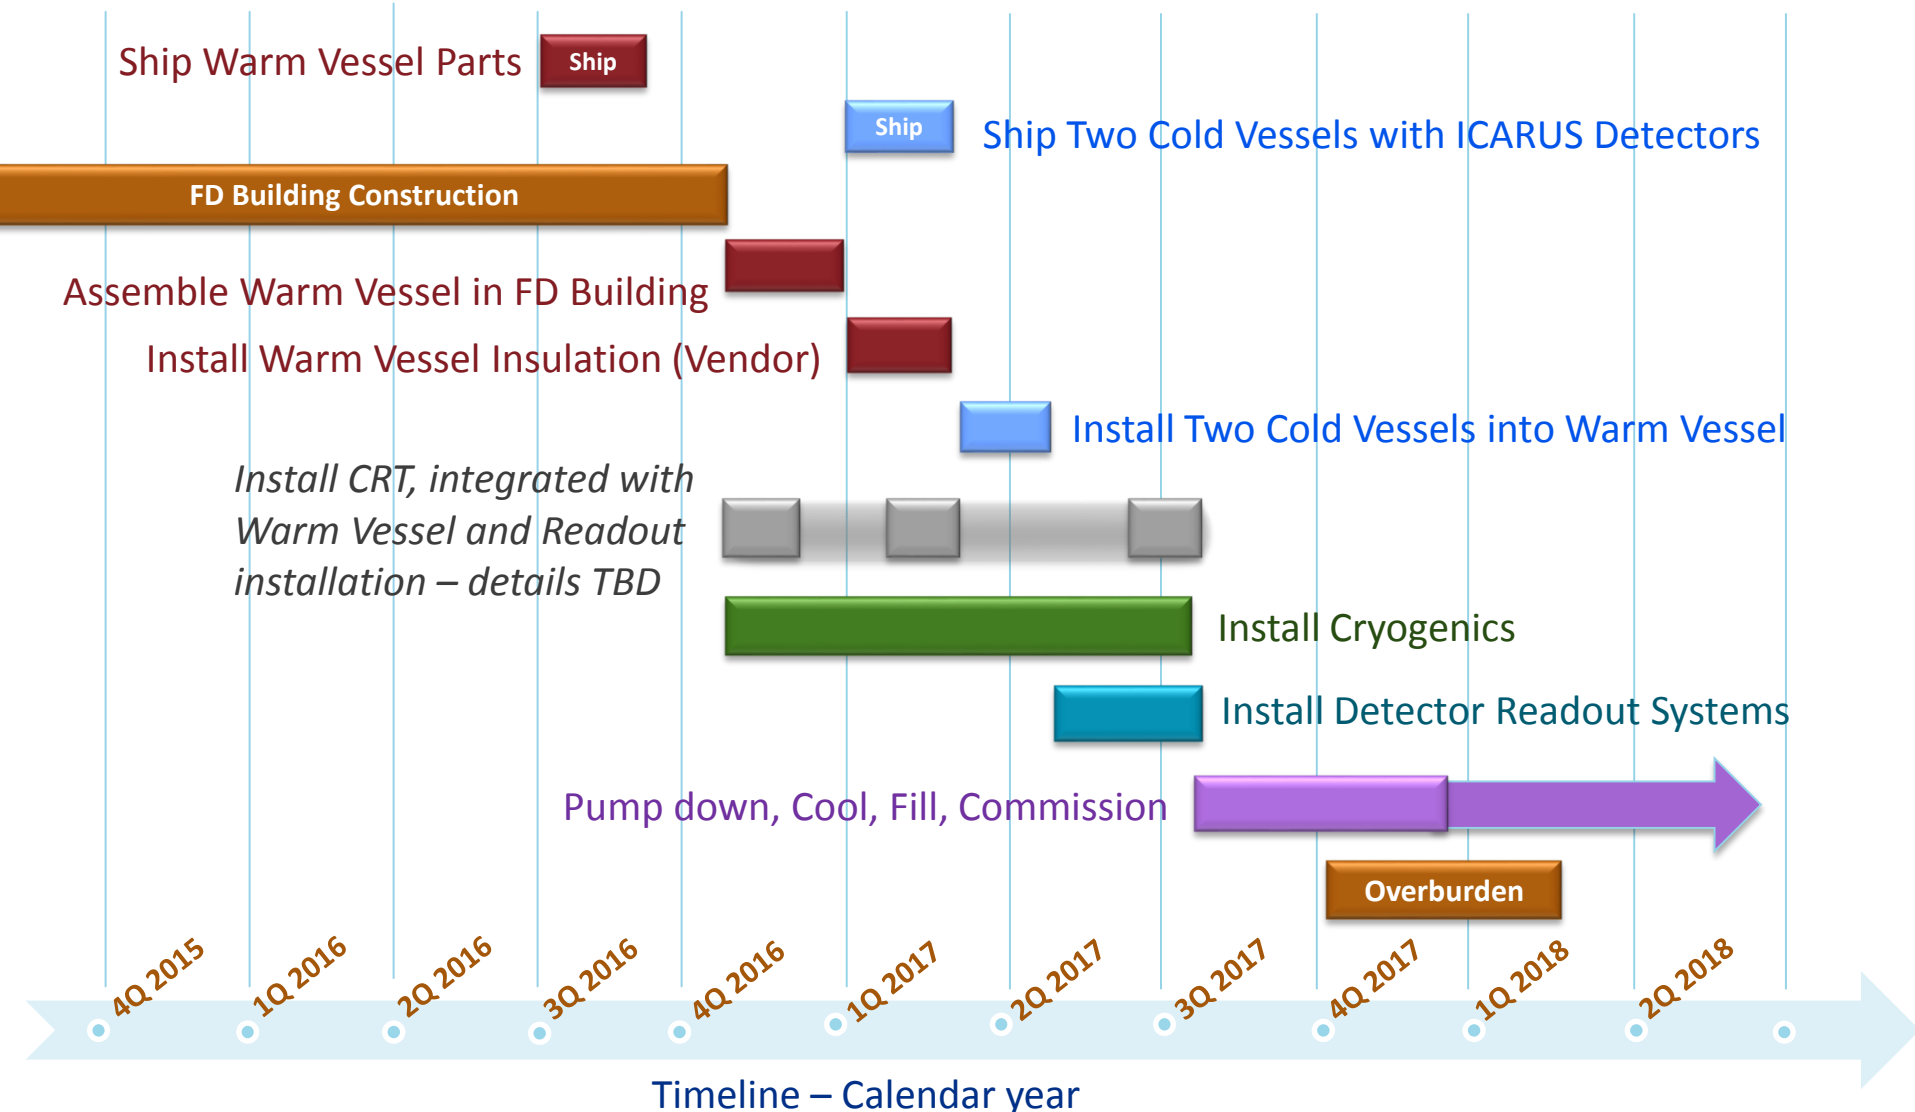 Ship Warm Vessel Parts
Ship
Ship
Ship Two Cold Vessels with ICARUS Detectors
FD Building Construction
Assemble Warm Vessel in FD Building
Install Warm Vessel Insulation (Vendor)
Install Two Cold Vessels into Warm Vessel
Install CRT, integrated with
Warm Vessel and Readout
installation – details TBD
Install Cryogenics
Install Detector Readout Systems
Pump down, Cool, Fill, Commission
Overburden
4Q 2015
1Q 2016
2Q 2016
3Q 2016
4Q 2016
1Q 2017
2Q 2017
3Q 2017
4Q 2017
1Q 2018
2Q 2018
Timeline – Calendar year